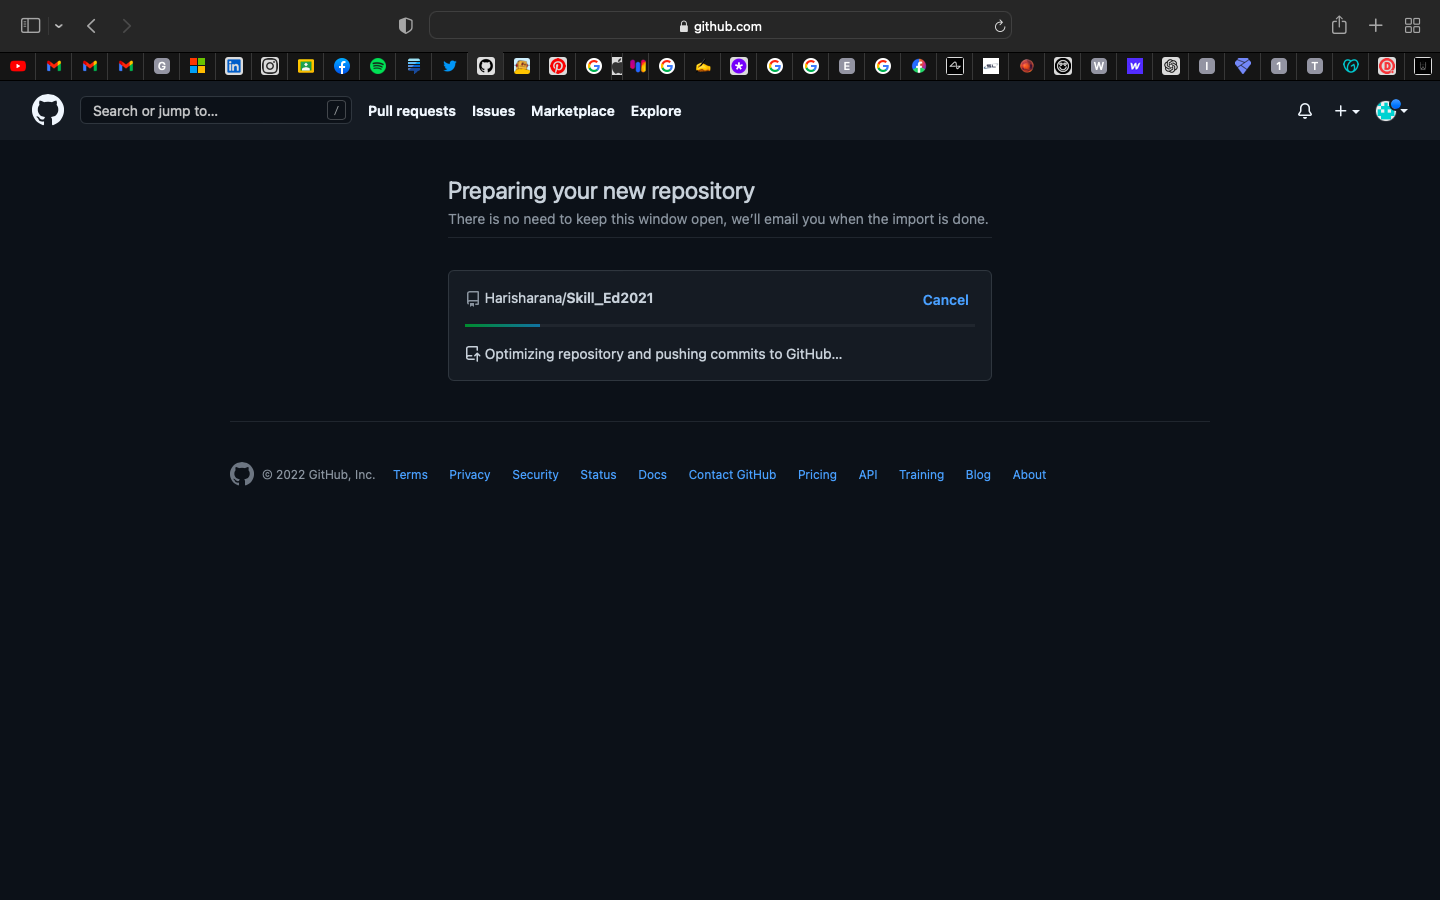 github.com
G
E
W
W
I
1
T
Search or jump to...
/
Pull requests
Issues
Marketplace
Explore
Preparing your new repository
There is no need to keep this window open, we’ll email you when the import is done.
Harisharana/Skill_Ed2021
Cancel
Optimizing repository and pushing commits to GitHub...
© 2022 GitHub, Inc.
Terms
Privacy
Security
Status
Docs
Contact GitHub
Pricing
API
Training
Blog
About